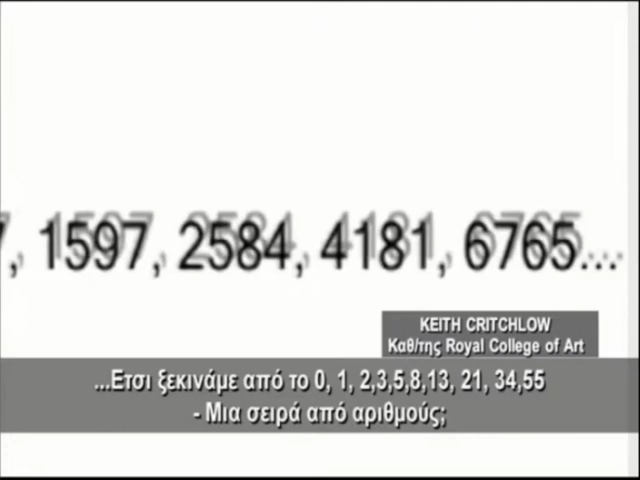 7, 1597, 2584, 4181, 6765...
KEITH CRITCHLOW
Καθ/της Royal College of Art
...Ετσι ξεκινάμε από το 0, 1, 2,3,5,8,13, 21, 34,55
- Μια σειρά από αριθμούς;